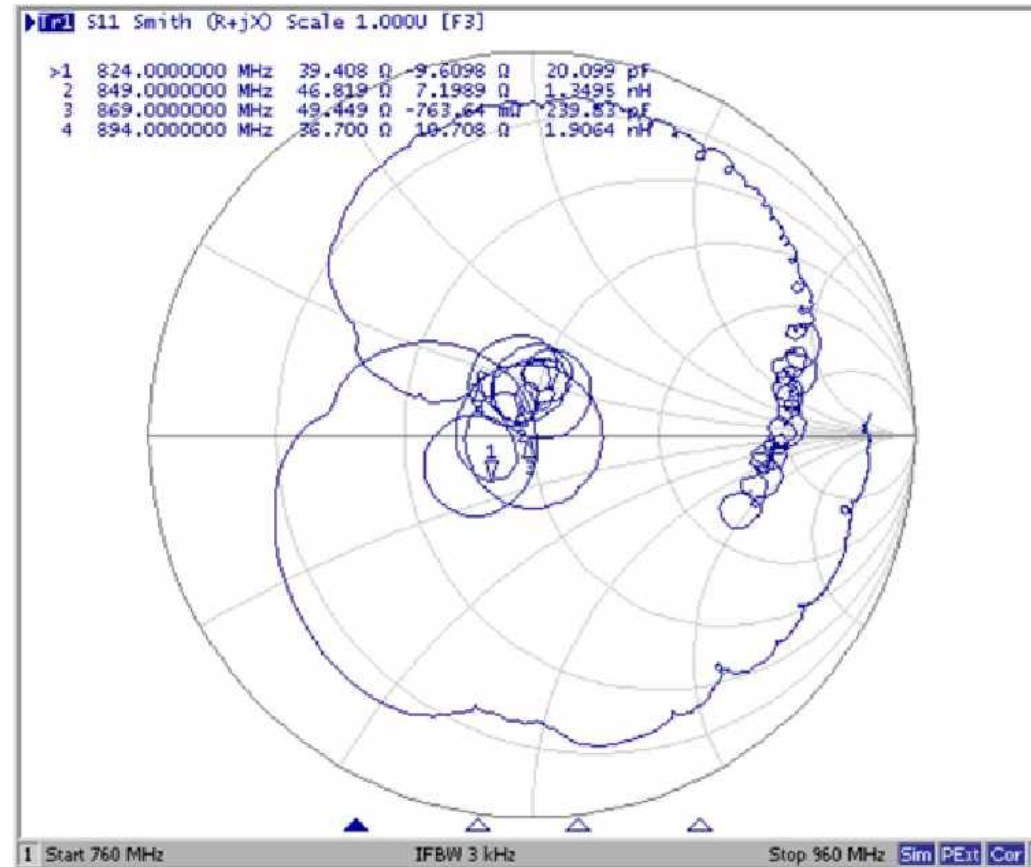 Tr1 S11 Smith (R+jX) Scale 1.000U [F3]
>1 824.0000000 MHz 39.408 Ω -9.6098 Ω 20.099 pF
2 849.0000000 MHz 46.819 Ω 7.1989 Ω 1.3495 nH
3 869.0000000 MHz 49.449 Ω -763.64 mΩ 239.83 pF
4 894.0000000 MHz 36.700 Ω 10.708 Ω 1.9064 nH
1
1 Start 760 MHz IFBW 3 kHz Stop 960 MHz Sim PExt Cor